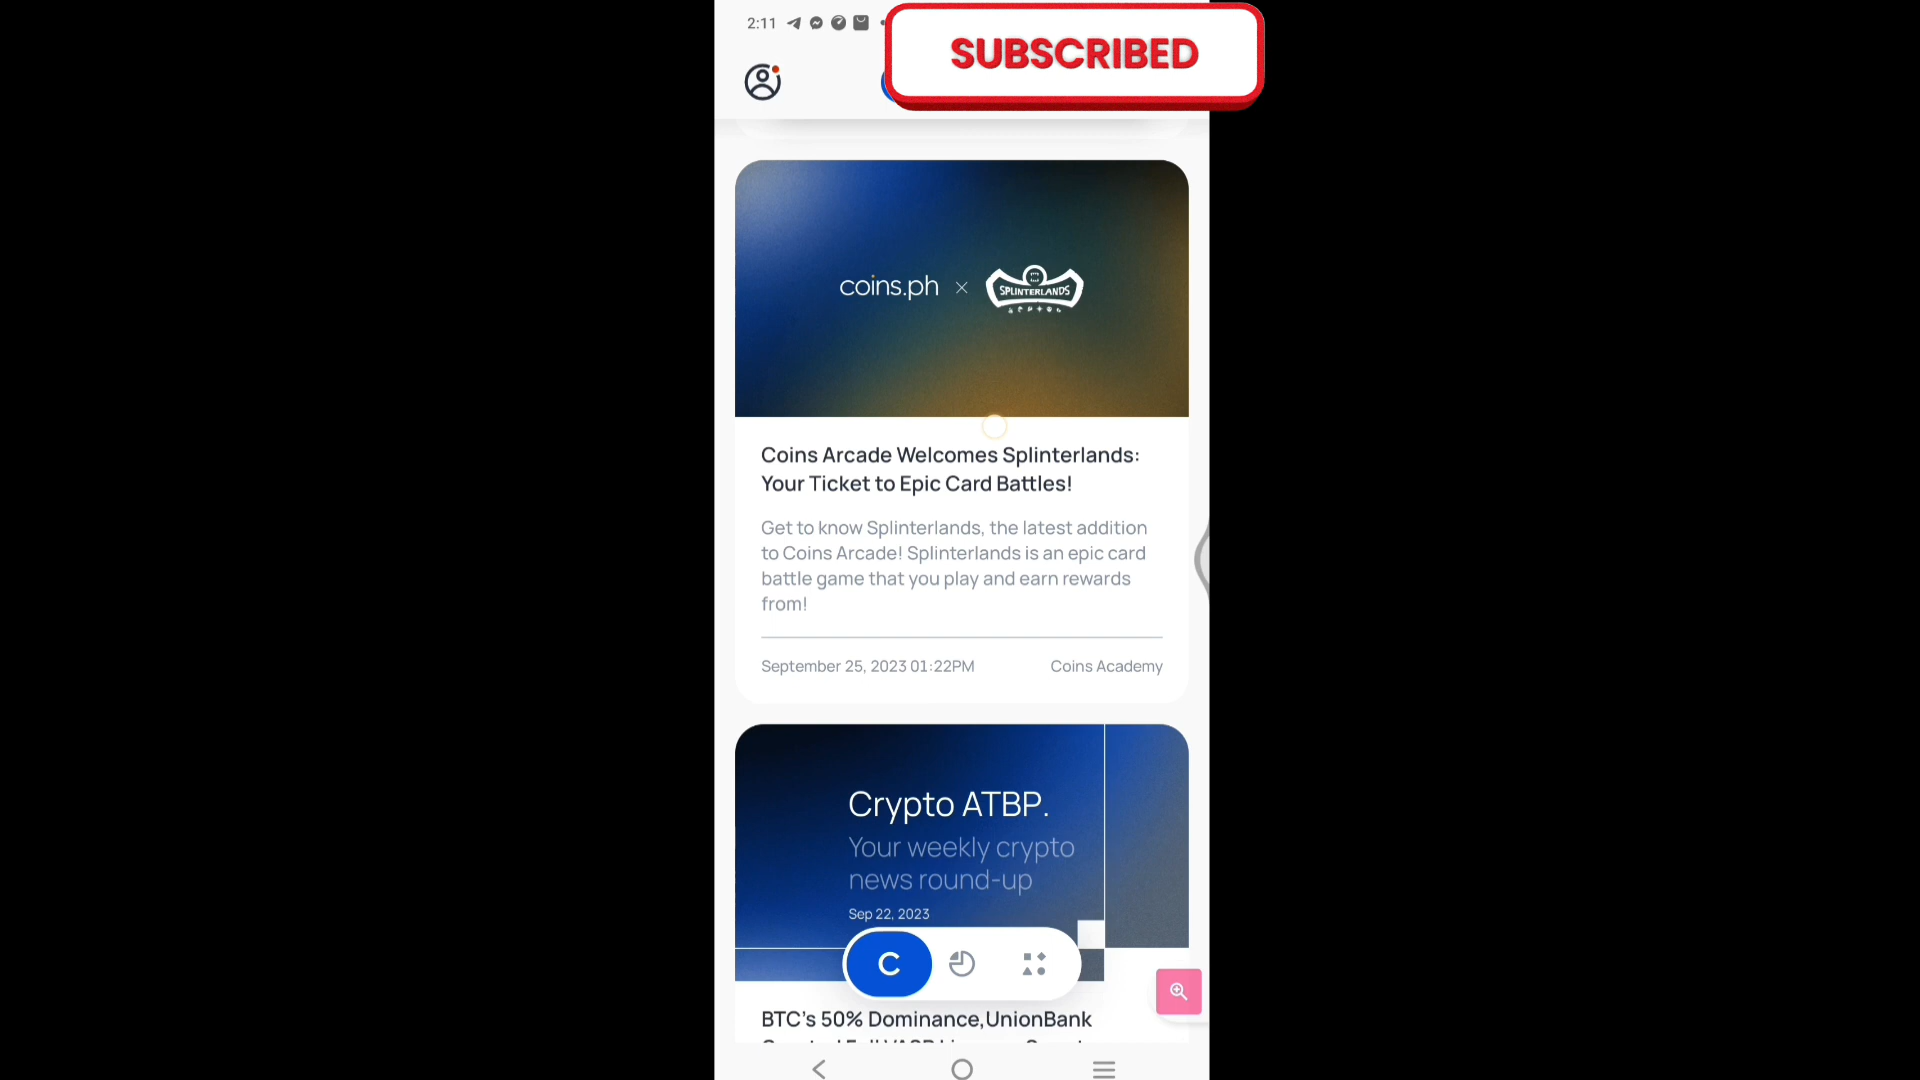 2:11
SUBSCRIBED
coins.ph
SPLINTERLANDS
Coins Arcade Welcomes Splinterlands:
Your Ticket to Epic Card Battles!
Get to know Splinterlands, the latest addition
to Coins Arcade! Splinterlands is an epic card
battle game that you play and earn rewards
from!
September 25, 2023 01:22PM
Coins Academy
Crypto ATBP.
Your weekly crypto
news round-up
Sep 22, 2023
C
BTC's 50% Dominance,UnionBank